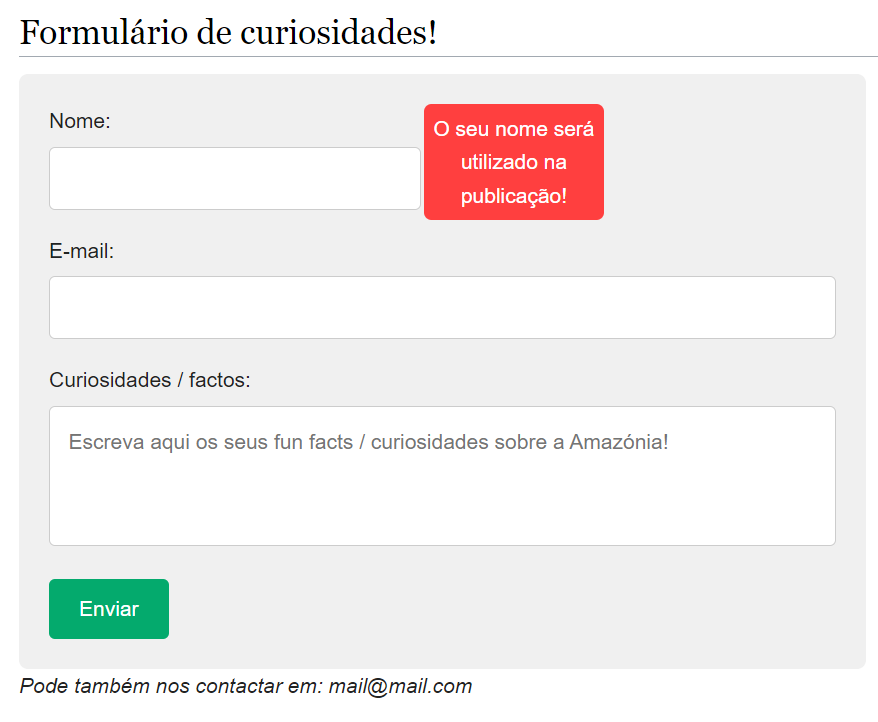 Formulário de curiosidades!
Nome:
O seu nome será
utilizado na
publicação!
E-mail:
Curiosidades / factos:
Escreva aqui os seus fun facts / curiosidades sobre a Amazónia!
Enviar
Pode também nos contactar em: mail@mail.com